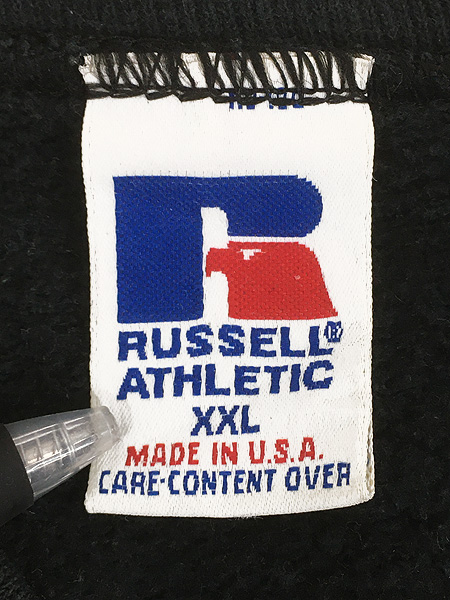 RUSSELL®
ATHLETIC
XXL
MADE IN U.S.A.
CARE-CONTENT OVER